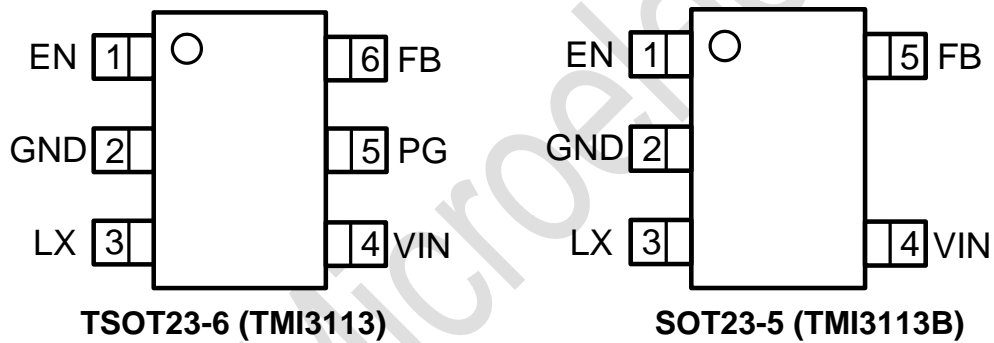 EN 1 6 FB
GND 2 5 PG
LX 3 4 VIN
TSOT23-6 (TMI3113)
EN 1 5 FB
GND 2
LX 3 4 VIN
SOT23-5 (TMI3113B)